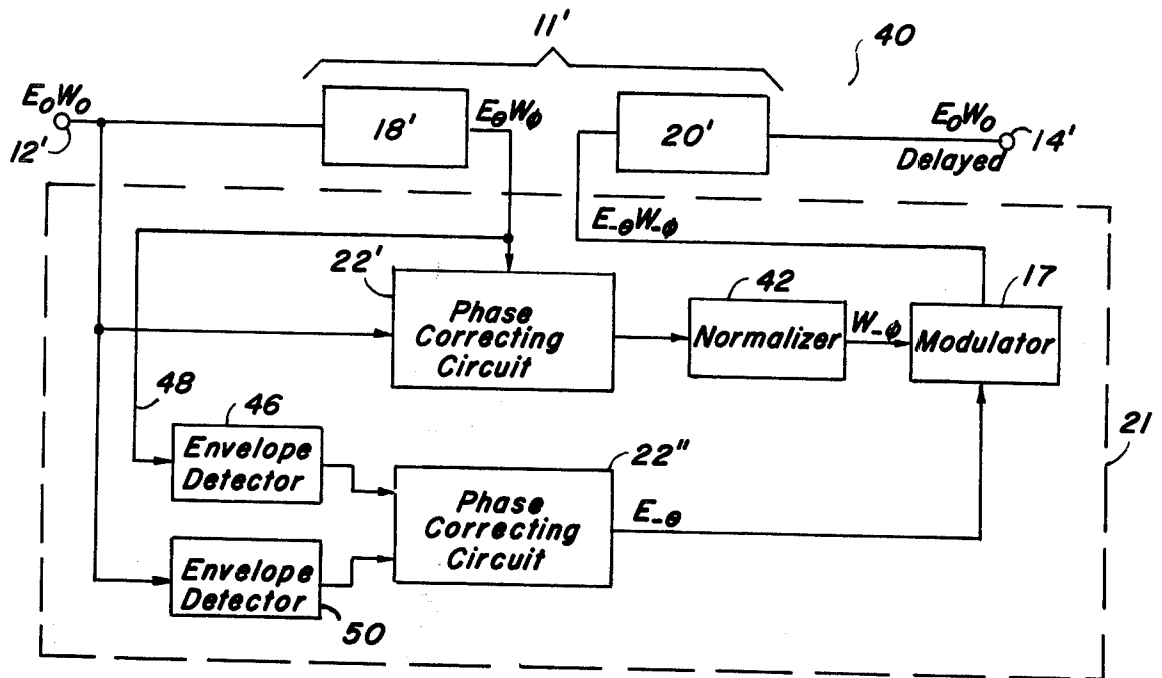 11'
40
E₀W₀
12'
18'
EθWϕ
20'
E₀W₀
Delayed
14'
E₋θW₋ϕ
22'
Phase
Correcting
Circuit
42
Normalizer
W₋ϕ
17
Modulator
48
46
Envelope
Detector
22"
Phase
Correcting
Circuit
E₋θ
21
Envelope
Detector
50